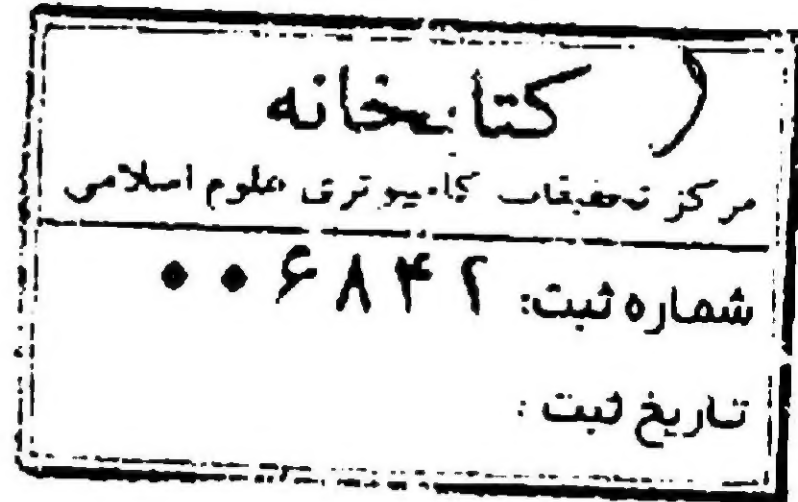 کتابخانه
مرکز تحقیقات کامپیوتری علوم اسلامی
شماره ثبت: ۰۰۶۸۴۲
تاریخ ثبت: